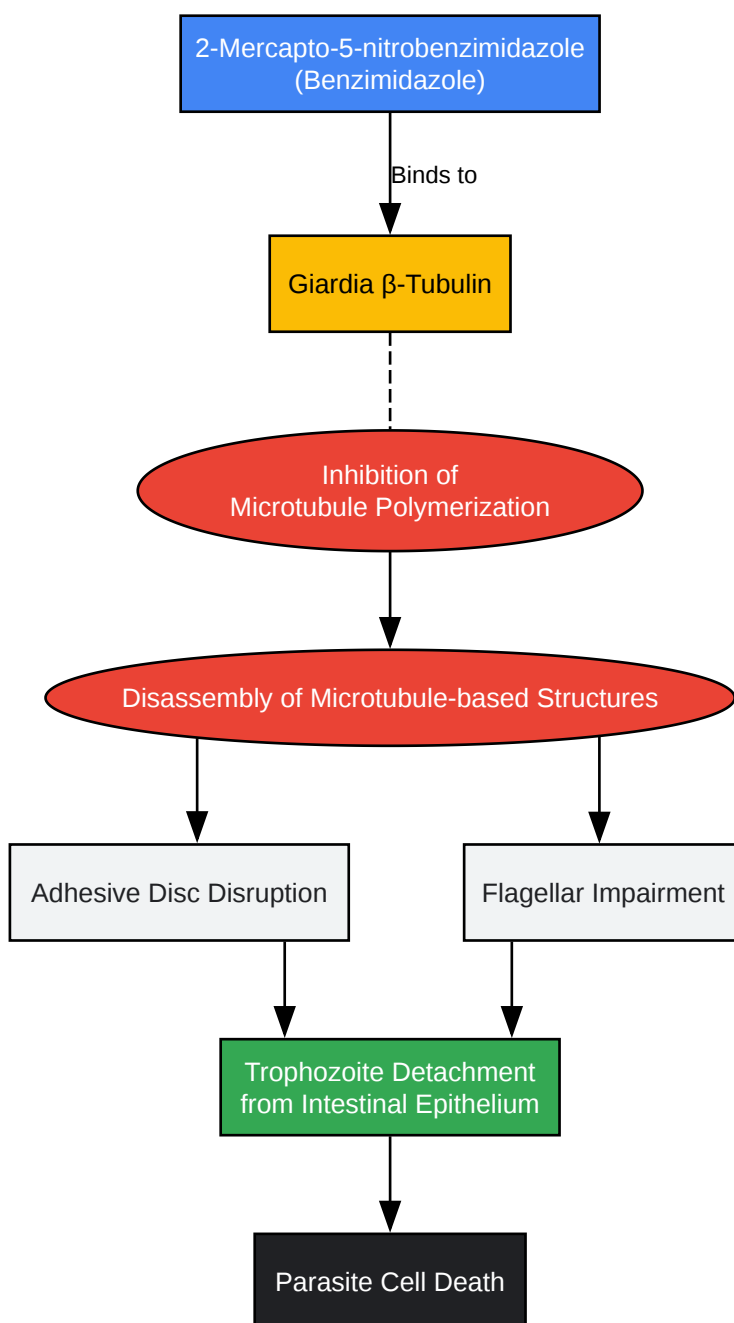 2-Mercapto-5-nitrobenzimidazole
(Benzimidazole)
Binds to
Giardia β-Tubulin
Inhibition of
Microtubule Polymerization
Disassembly of Microtubule-based Structures
Adhesive Disc Disruption
Flagellar Impairment
Trophozoite Detachment
from Intestinal Epithelium
Parasite Cell Death